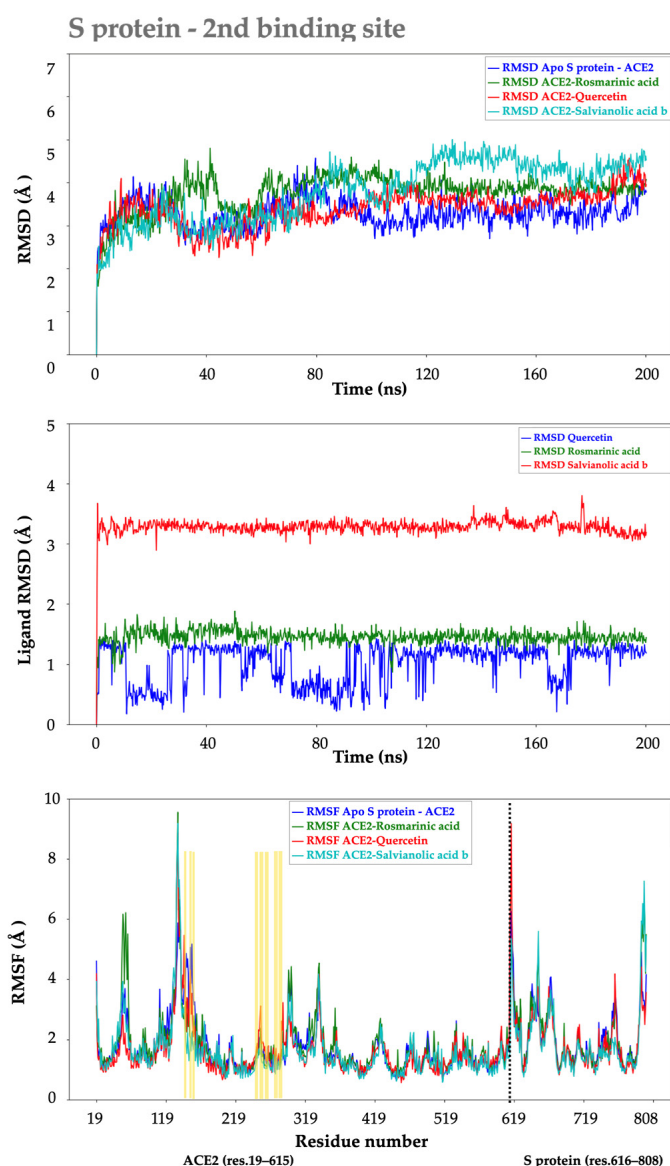 S protein - 2nd binding site
7
6
5
4
3
2
1
0
RMSD (Å)
RMSD Apo S protein - ACE2
RMSD ACE2-Rosmarinic acid
RMSD ACE2-Quercetin
RMSD ACE2-Salvianolic acid b
0 40 80 120 160 200
Time (ns)
5
4
3
2
1
0
Ligand RMSD (Å)
RMSD Quercetin
RMSD Rosmarinic acid
RMSD Salvianolic acid b
0 40 80 120 160 200
Time (ns)
10
8
6
4
2
0
RMSF (Å )
RMSF Apo S protein - ACE2
RMSF ACE2-Rosmarinic acid
RMSF ACE2-Quercetin
RMSF ACE2-Salvianolic acid b
19 119 219 319 419 519 619 719 808
Residue number
ACE2 (res.19–615) S protein (res.616–808)